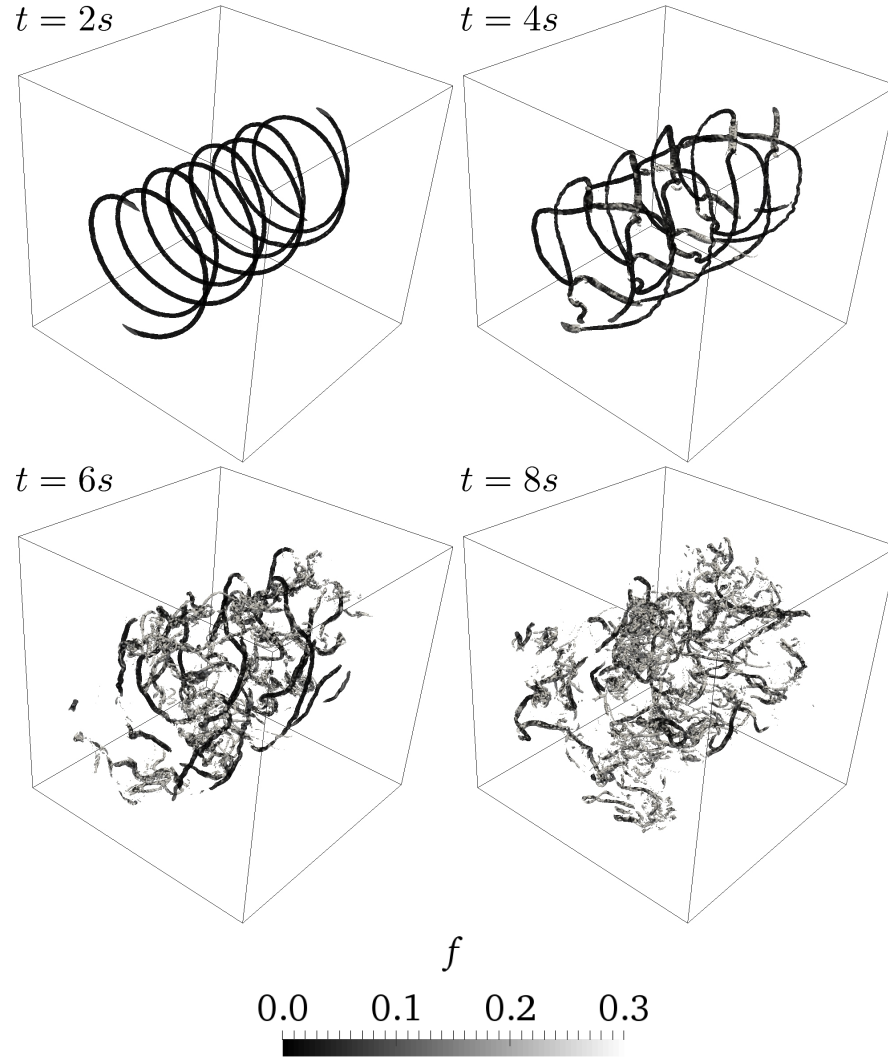 t = 2s
t = 4s
t = 6s
t = 8s
f
0.0 0.1 0.2 0.3